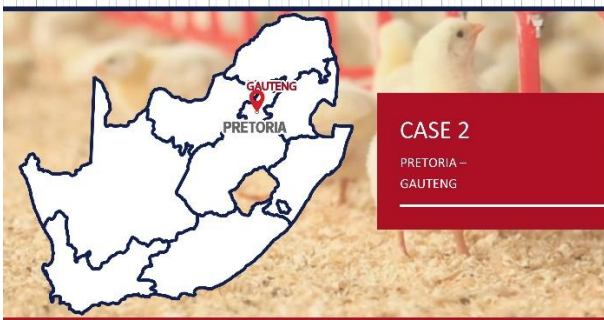 GAUTENG
PRETORIA
CASE 2
PRETORIA –
GAUTENG